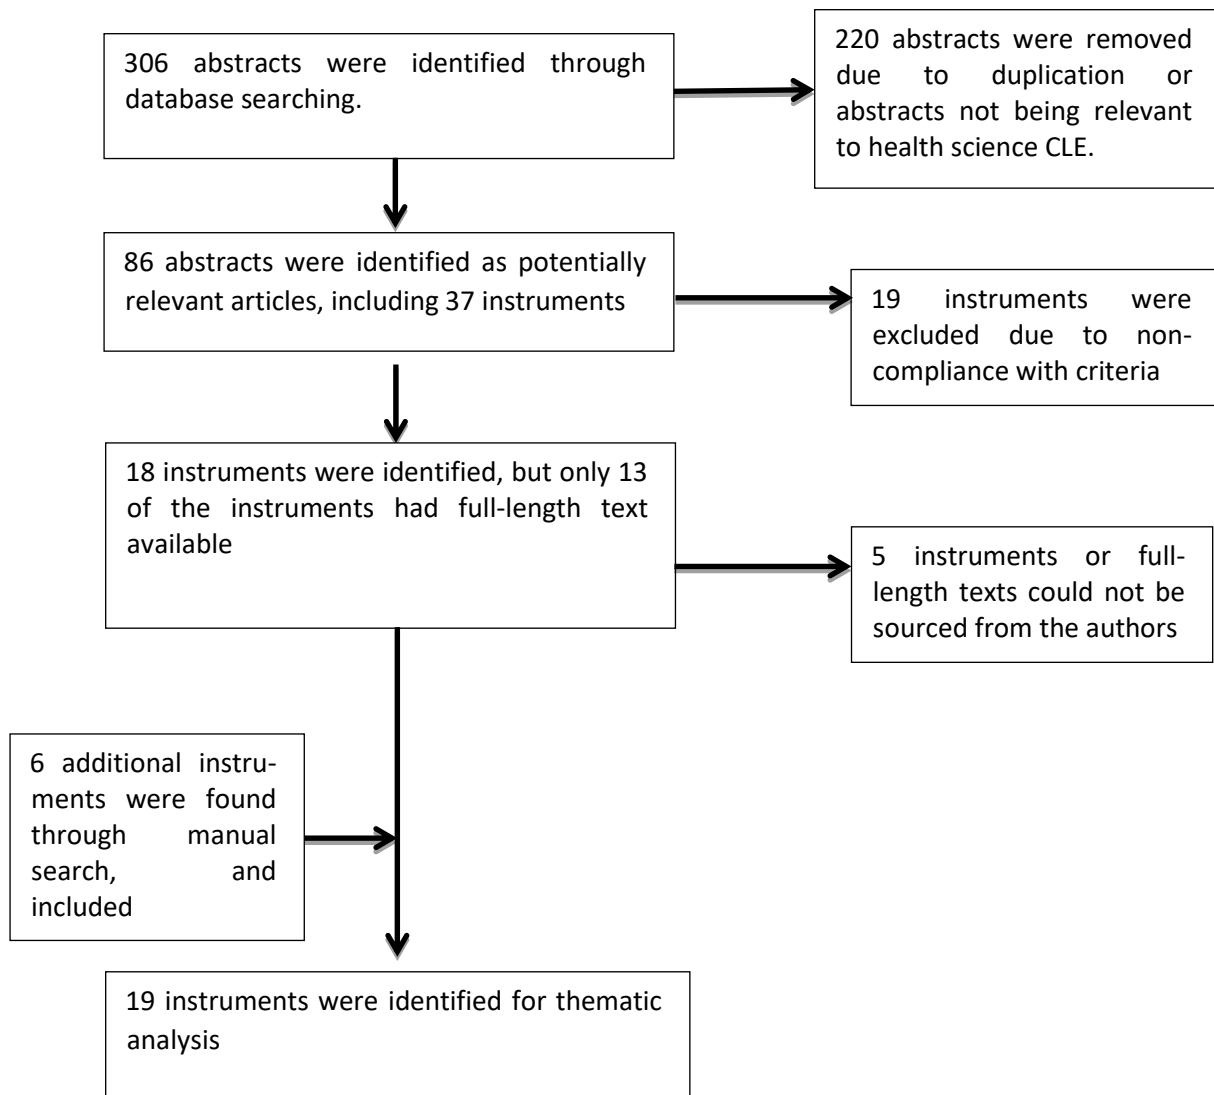 306 abstracts were identified through
database searching.
220 abstracts were removed
due to duplication or
abstracts not being relevant
to health science CLE.
86 abstracts were identified as potentially
relevant articles, including 37 instruments
19 instruments were
excluded due to non-
compliance with criteria
18 instruments were identified, but only 13
of the instruments had full-length text
available
5 instruments or full-
length texts could not be
sourced from the authors
6 additional instru-
ments were found
through manual
search, and
included
19 instruments were identified for thematic
analysis